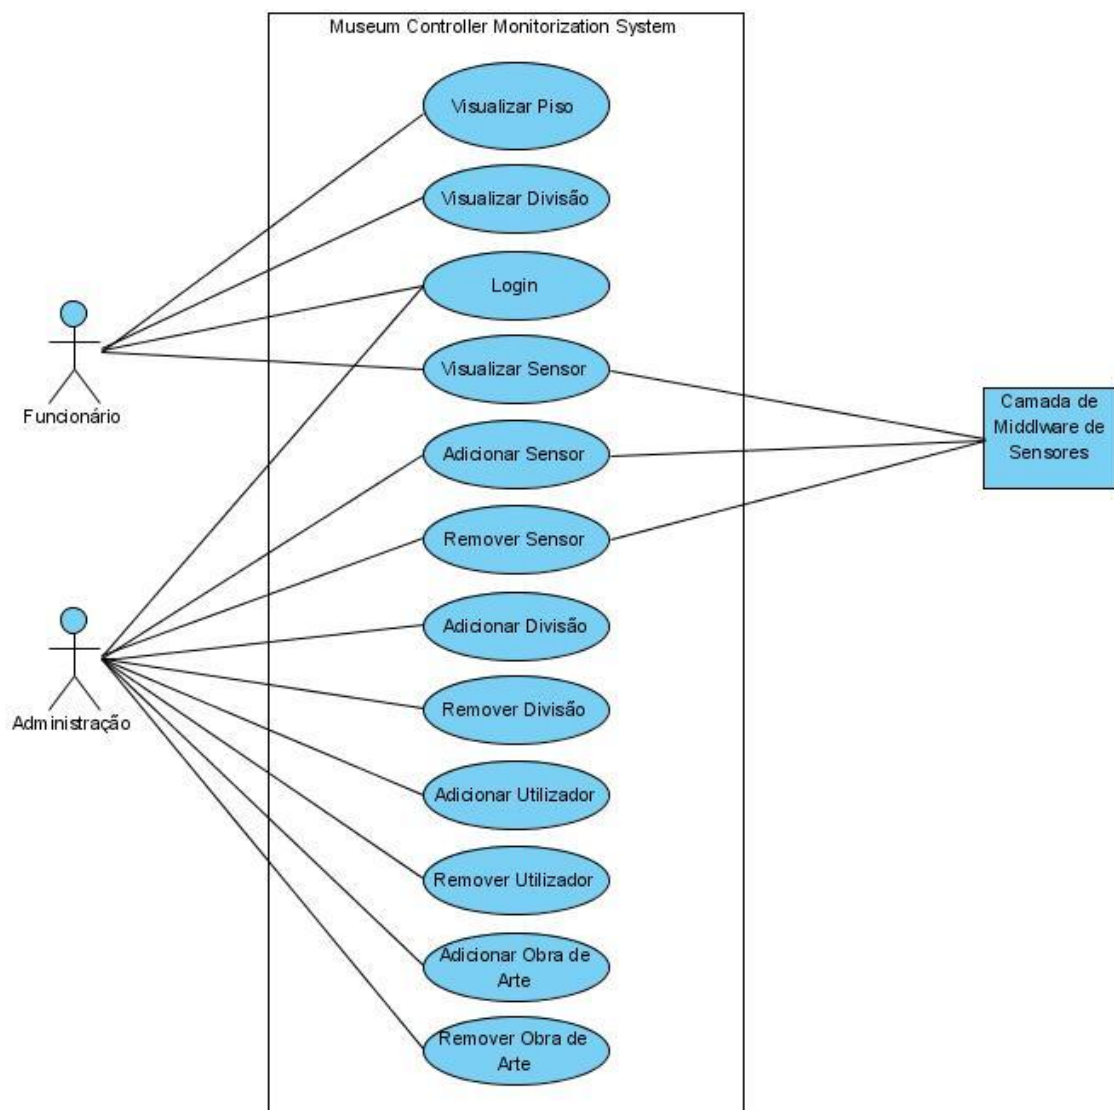 Museum Controller Monitorization System
Visualizar Piso
Visualizar Divisão
Login
Visualizar Sensor
Funcionário
Camada de
Middlware de
Sensores
Adicionar Sensor
Remover Sensor
Adicionar Divisão
Remover Divisão
Administração
Adicionar Utilizador
Remover Utilizador
Adicionar Obra de
Arte
Remover Obra de
Arte